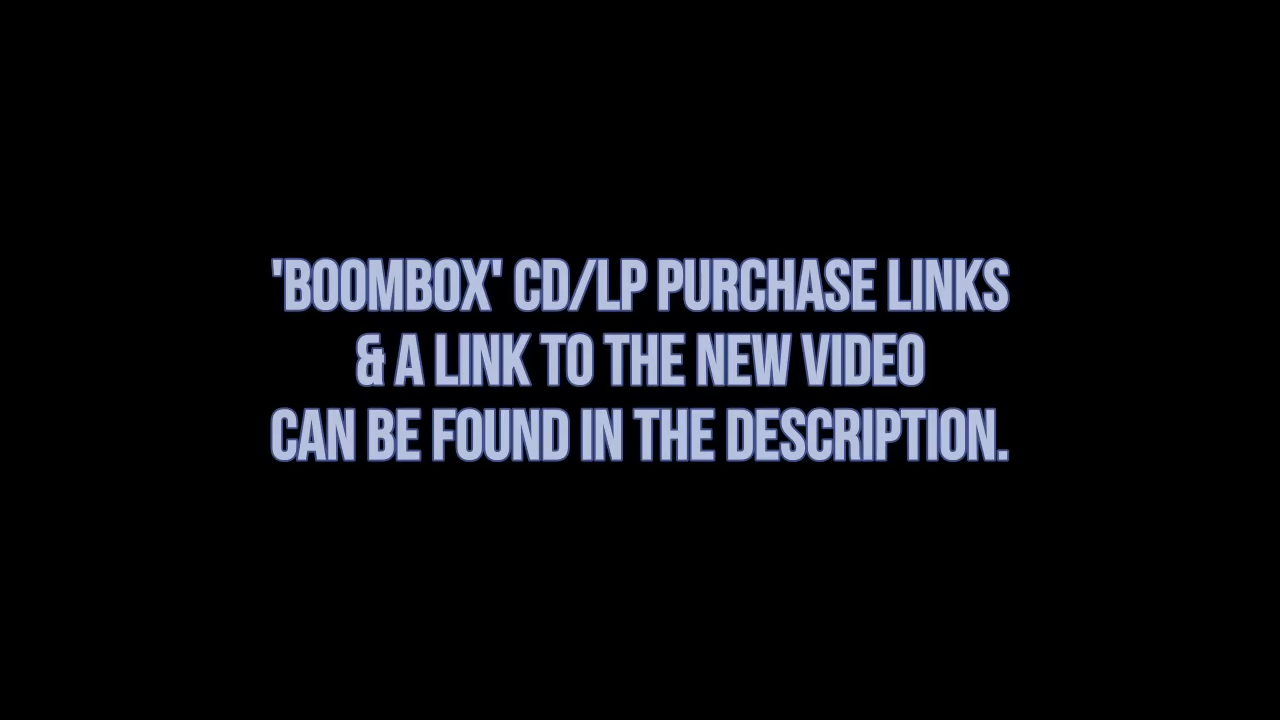 'BOOMBOX' CD/LP PURCHASE LINKS
& A LINK TO THE NEW VIDEO
CAN BE FOUND IN THE DESCRIPTION.